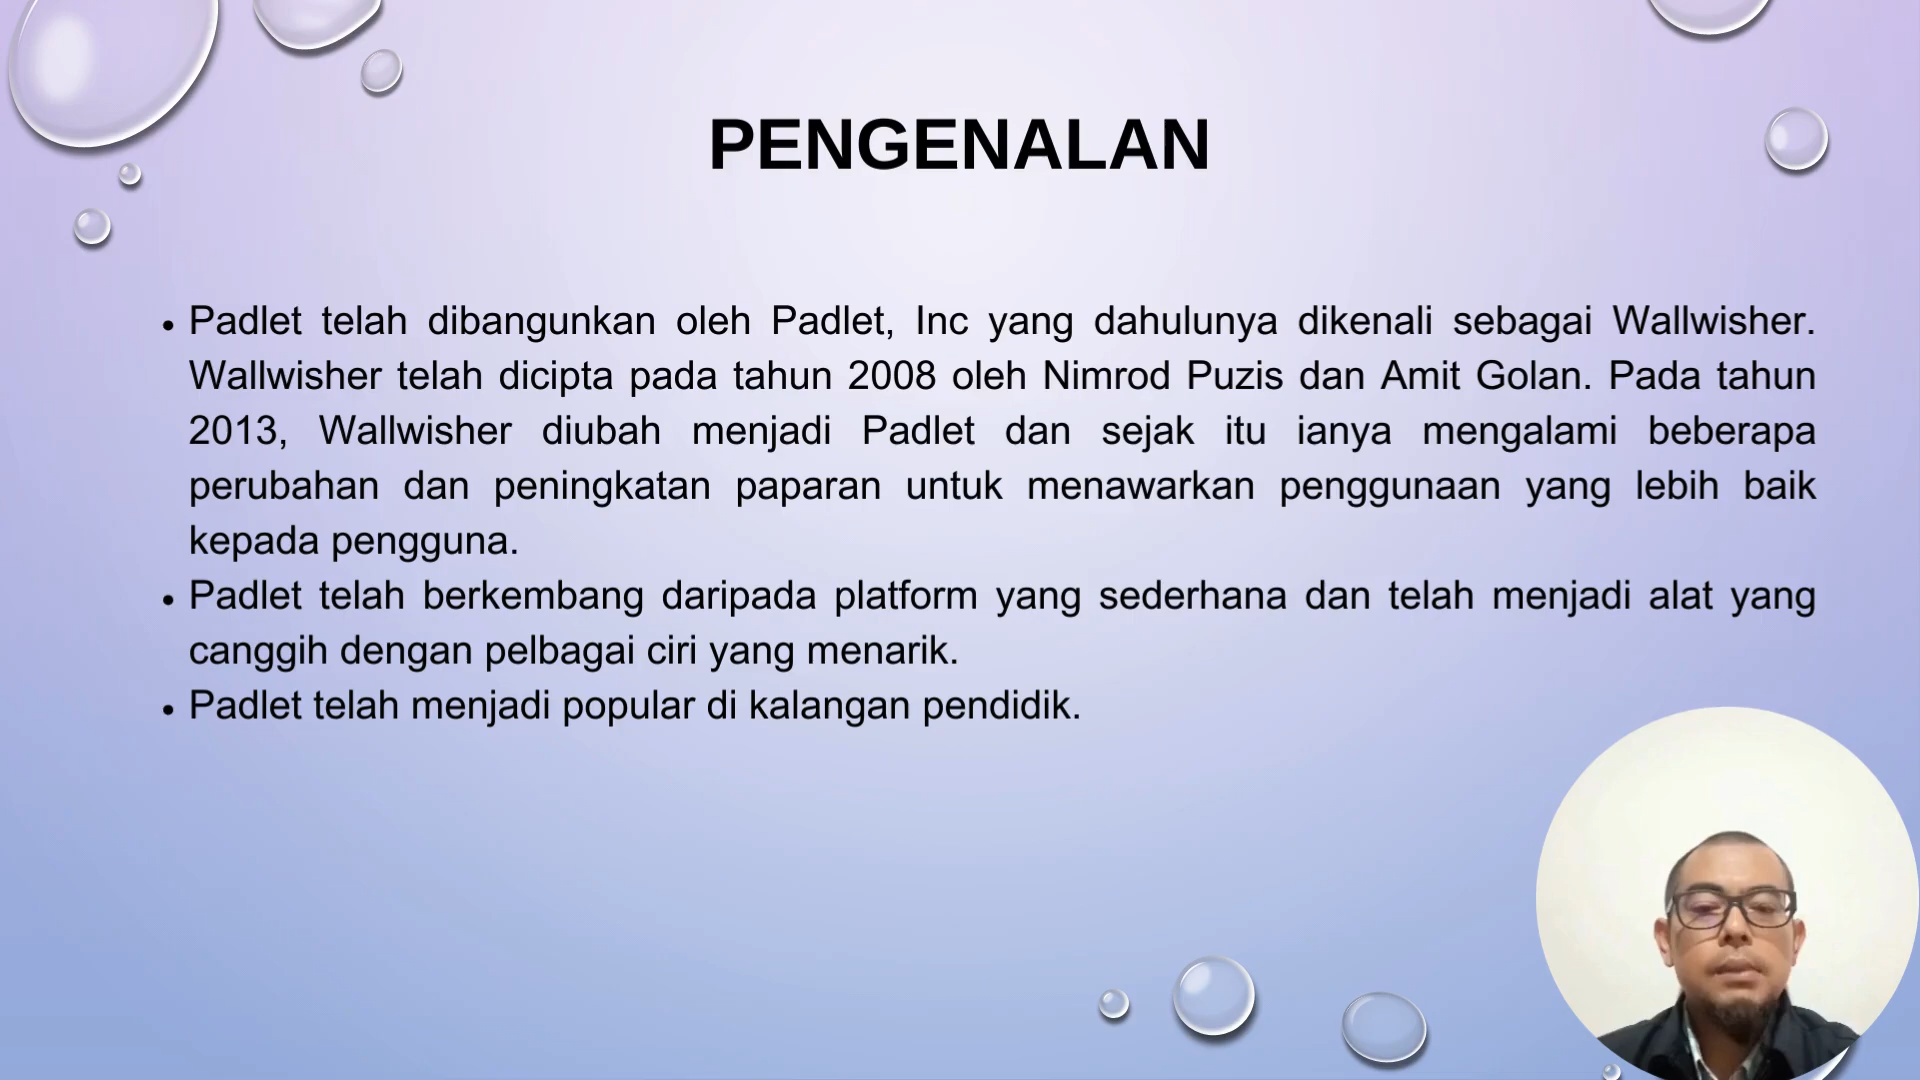 PENGENALAN
• Padlet telah dibangunkan oleh Padlet, Inc yang dahulunya dikenali sebagai Wallwisher.
Wallwisher telah dicipta pada tahun 2008 oleh Nimrod Puzis dan Amit Golan. Pada tahun
2013, Wallwisher diubah menjadi Padlet dan sejak itu ianya mengalami beberapa
perubahan dan peningkatan paparan untuk menawarkan penggunaan yang lebih baik
kepada pengguna.
• Padlet telah berkembang daripada platform yang sederhana dan telah menjadi alat yang
canggih dengan pelbagai ciri yang menarik.
• Padlet telah menjadi popular di kalangan pendidik.